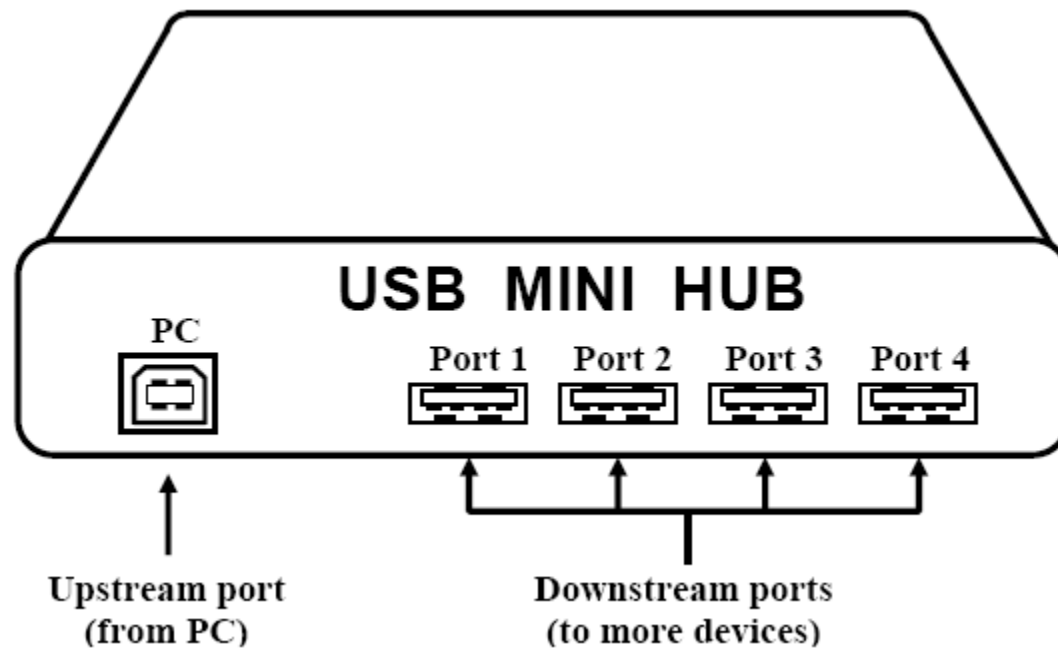 USB MINI HUB
PC
Port 1 Port 2 Port 3 Port 4
Upstream port
(from PC)
Downstream ports
(to more devices)